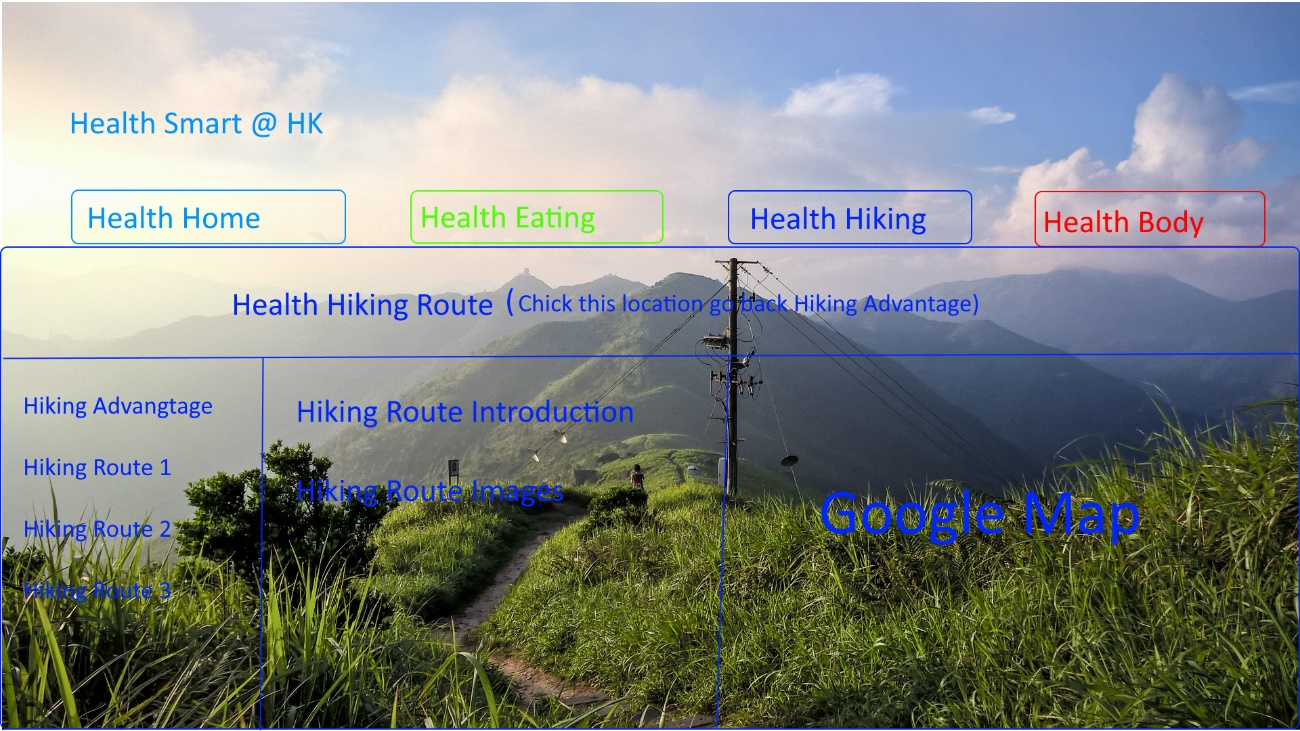 Health Smart @ HK
Health Home
Health Eating
Health Hiking
Health Body
Health Hiking Route (Chick this location go back Hiking Advantage)
Hiking Advangtage
Hiking Route 1
Hiking Route 2
Hiking Route 3
Hiking Route Introduction
Hiking Route Images
Google Map